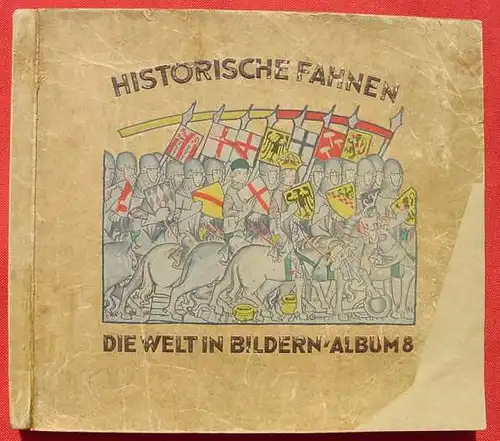 HISTORISCHE FAHNEN
DIE WELT IN BILDERN-ALBUM 8